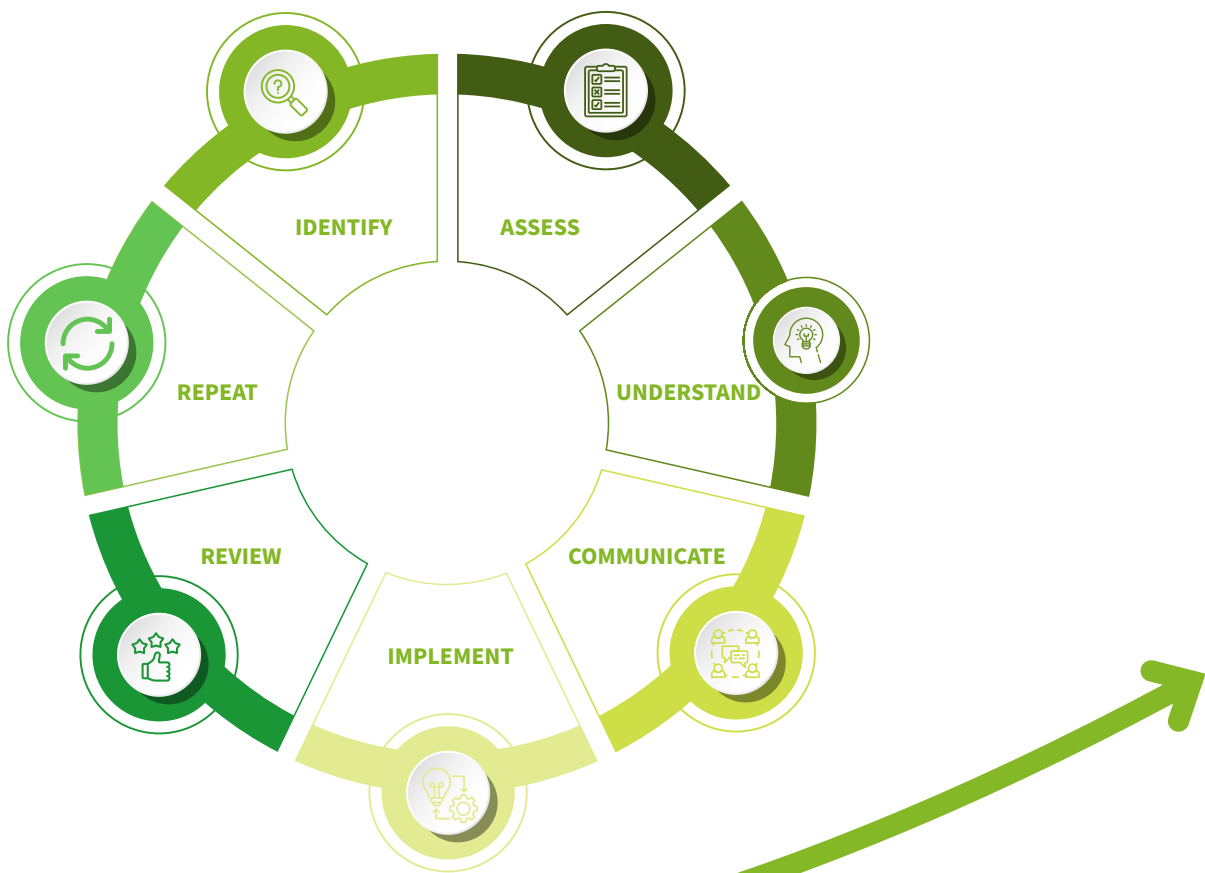 IDENTIFY
ASSESS
UNDERSTAND
COMMUNICATE
IMPLEMENT
REVIEW
REPEAT
?